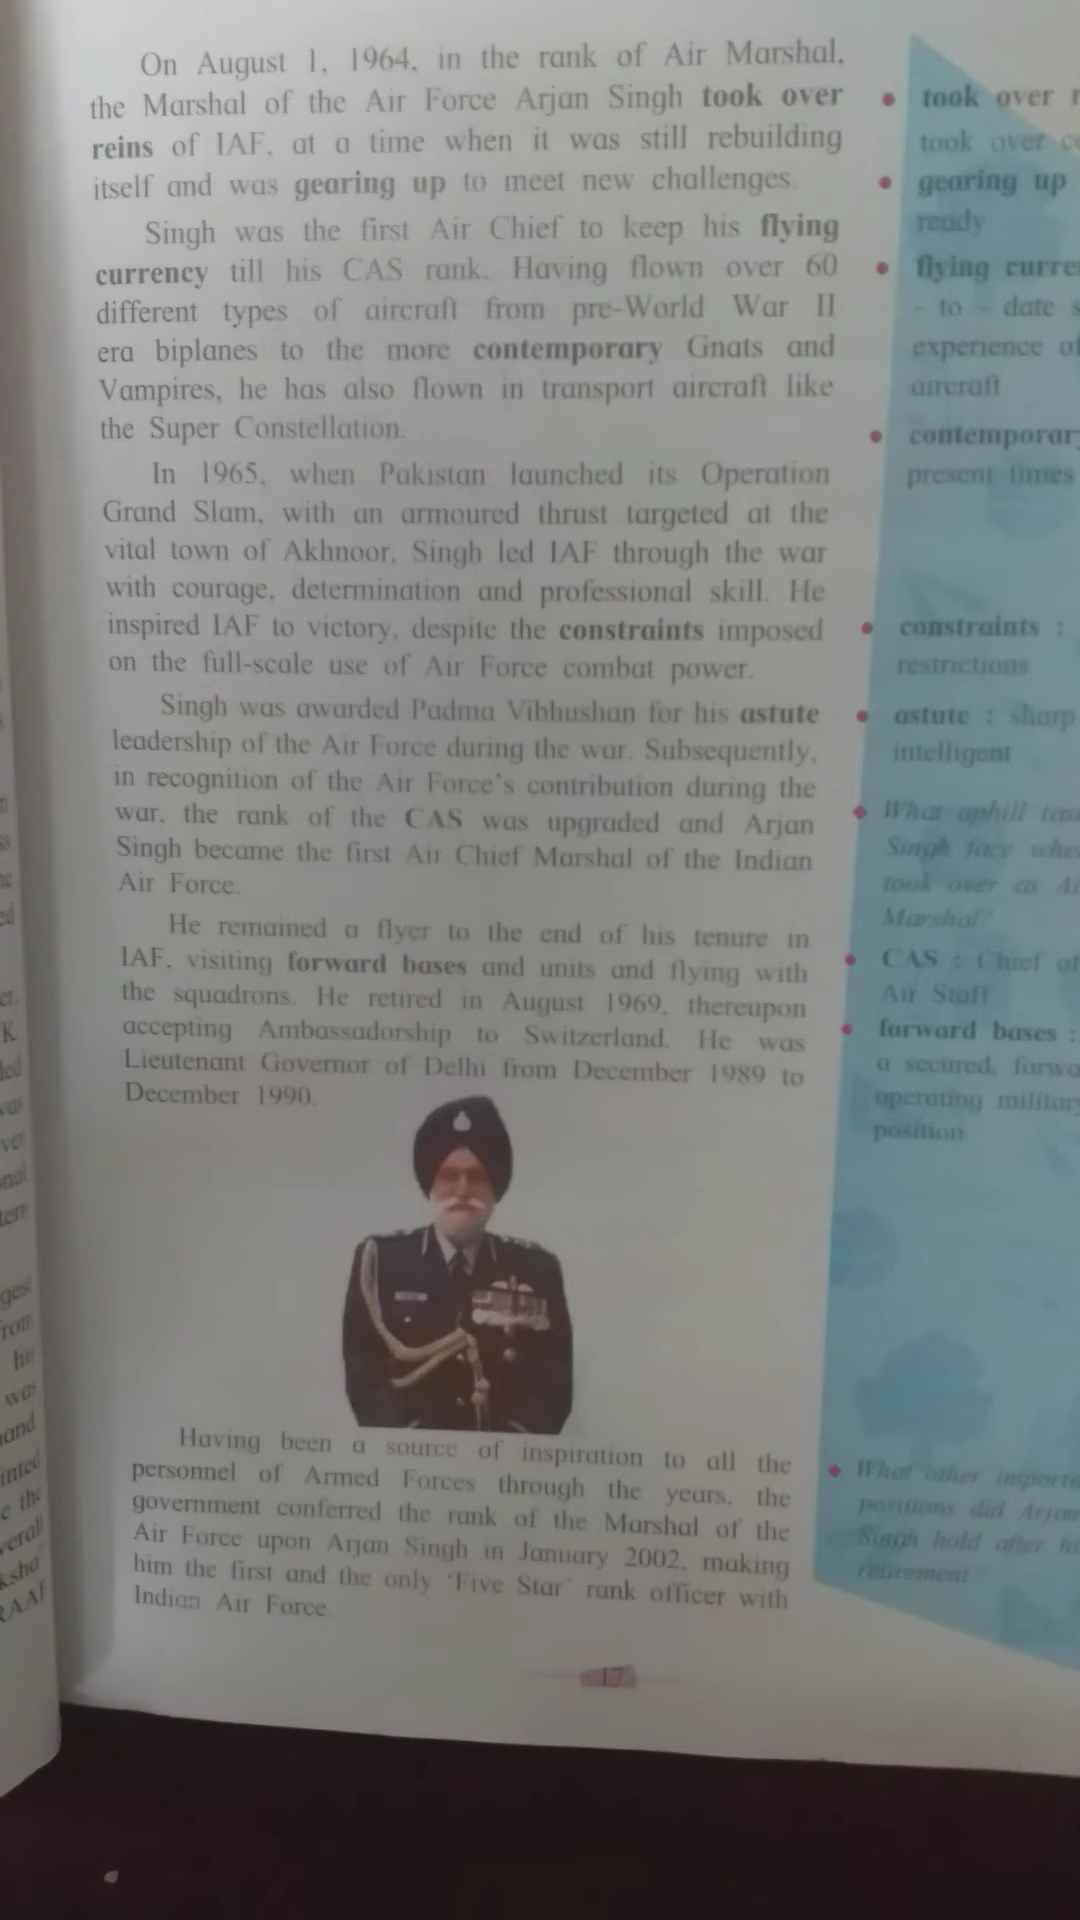 On August 1, 1964, in the rank of Air Marshal,
the Marshal of the Air Force Arjan Singh took over
reins of IAF, at a time when it was still rebuilding
itself and was gearing up to meet new challenges.
Singh was the first Air Chief to keep his flying
currency till his CAS rank. Having flown over 60
different types of aircraft from pre-World War II
era biplanes to the more contemporary Gnats and
Vampires, he has also flown in transport aircraft like
the Super Constellation.
In 1965, when Pakistan launched its Operation
Grand Slam, with an armoured thrust targeted at the
vital town of Akhnoor, Singh led IAF through the war
with courage, determination and professional skill. He
inspired IAF to victory, despite the constraints imposed
on the full-scale use of Air Force combat power.
Singh was awarded Padma Vibhushan for his astute
leadership of the Air Force during the war. Subsequently,
in recognition of the Air Force's contribution during the
war, the rank of the CAS was upgraded and Arjan
Singh became the first Air Chief Marshal of the Indian
Air Force.
He remained a flyer to the end of his tenure in
IAF, visiting forward bases and units and flying with
the squadrons. He retired in August 1969, thereupon
accepting Ambassadorship to Switzerland. He was
Lieutenant Governor of Delhi from December 1989 to
December 1990.
Having been a source of inspiration to all the
personnel of Armed Forces through the years, the
government conferred the rank of the Marshal of the
Air Force upon Arjan Singh in January 2002, making
him the first and the only 'Five Star' rank officer with
Indian Air Force.
17
• took over
took over
• gearing up
ready
• flying
- to - date
experience of
aircraft
• contemporary
present times
• constraints :
restrictions
• astute : sharp
intelligent
◆ What uphill
Singh face
took over as
Marshal?
• CAS : Chief of
Air Staff
• forward bases :
a secured,
operating military
position
◆ What other
positions did Arjan
Singh hold after
retirement?